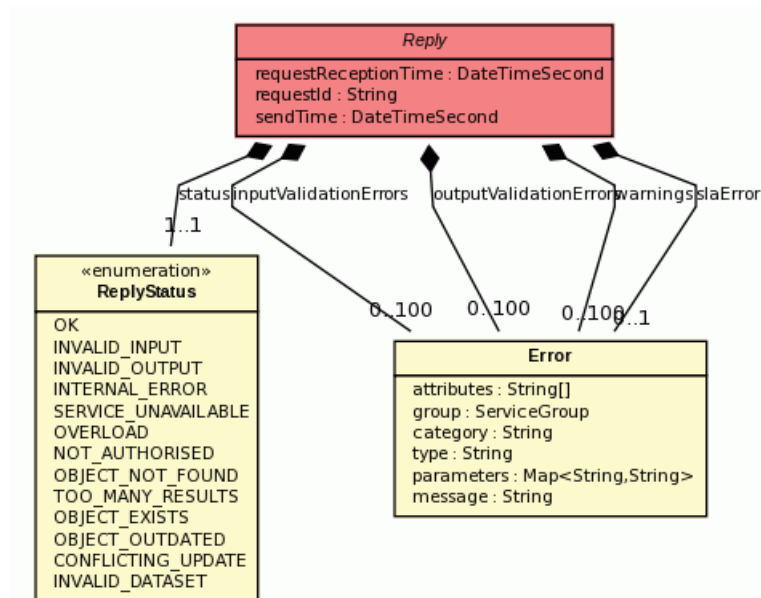 Reply
requestReceptionTime : DateTimeSecond
requestId : String
sendTime : DateTimeSecond
status inputValidationErrors outputValidationErrors warnings slaError
1..1
0..100 0..100 0..100 0..1
«enumeration»
ReplyStatus
OK
INVALID_INPUT
INVALID_OUTPUT
INTERNAL_ERROR
SERVICE_UNAVAILABLE
OVERLOAD
NOT_AUTHORISED
OBJECT_NOT_FOUND
TOO_MANY_RESULTS
OBJECT_EXISTS
OBJECT_OUTDATED
CONFLICTING_UPDATE
INVALID_DATASET
Error
attributes : String[]
group : ServiceGroup
category : String
type : String
parameters : Map<String,String>
message : String